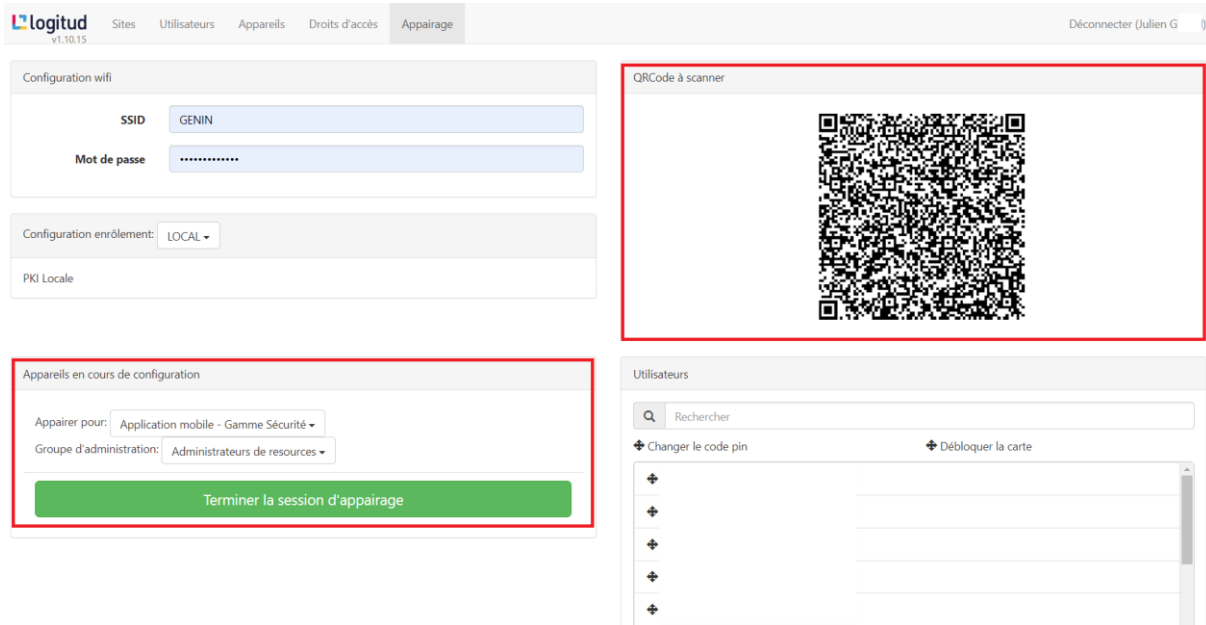 logitud Sites Utilisateurs Appareils Droits d'accès Appairage Déconnecter (Julien G
v1.10.15
Configuration wifi
SSID GENIN
Mot de passe •••••••••••••
Configuration enrôlement: LOCAL
PKI Locale
QRCode à scanner
Appareils en cours de configuration
Appairer pour: Application mobile - Gamme Sécurité
Groupe d'administration: Administrateurs de resources
Terminer la session d'appairage
Utilisateurs
Rechercher
Changer le code pin Débloquer la carte